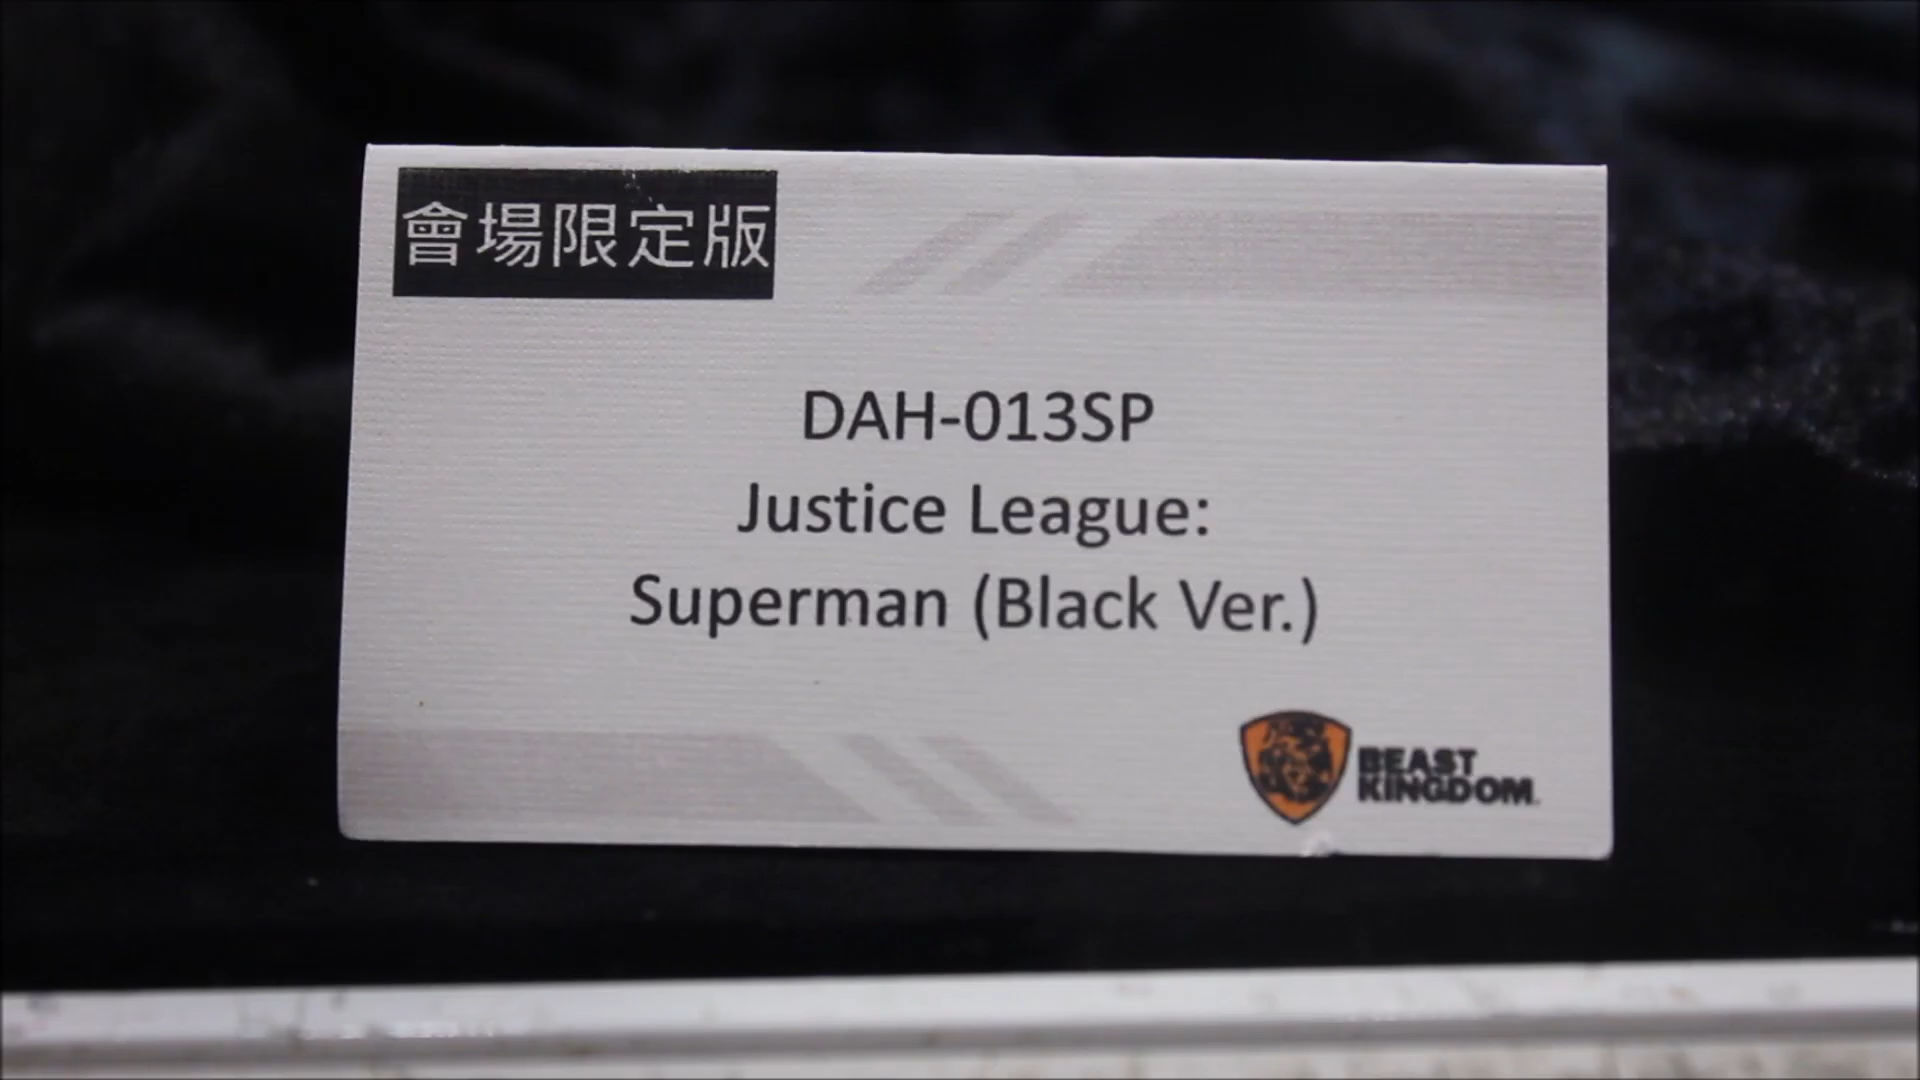 會場限定版
DAH-013SP
Justice League:
Superman (Black Ver.)
BEAST
KINGDOM